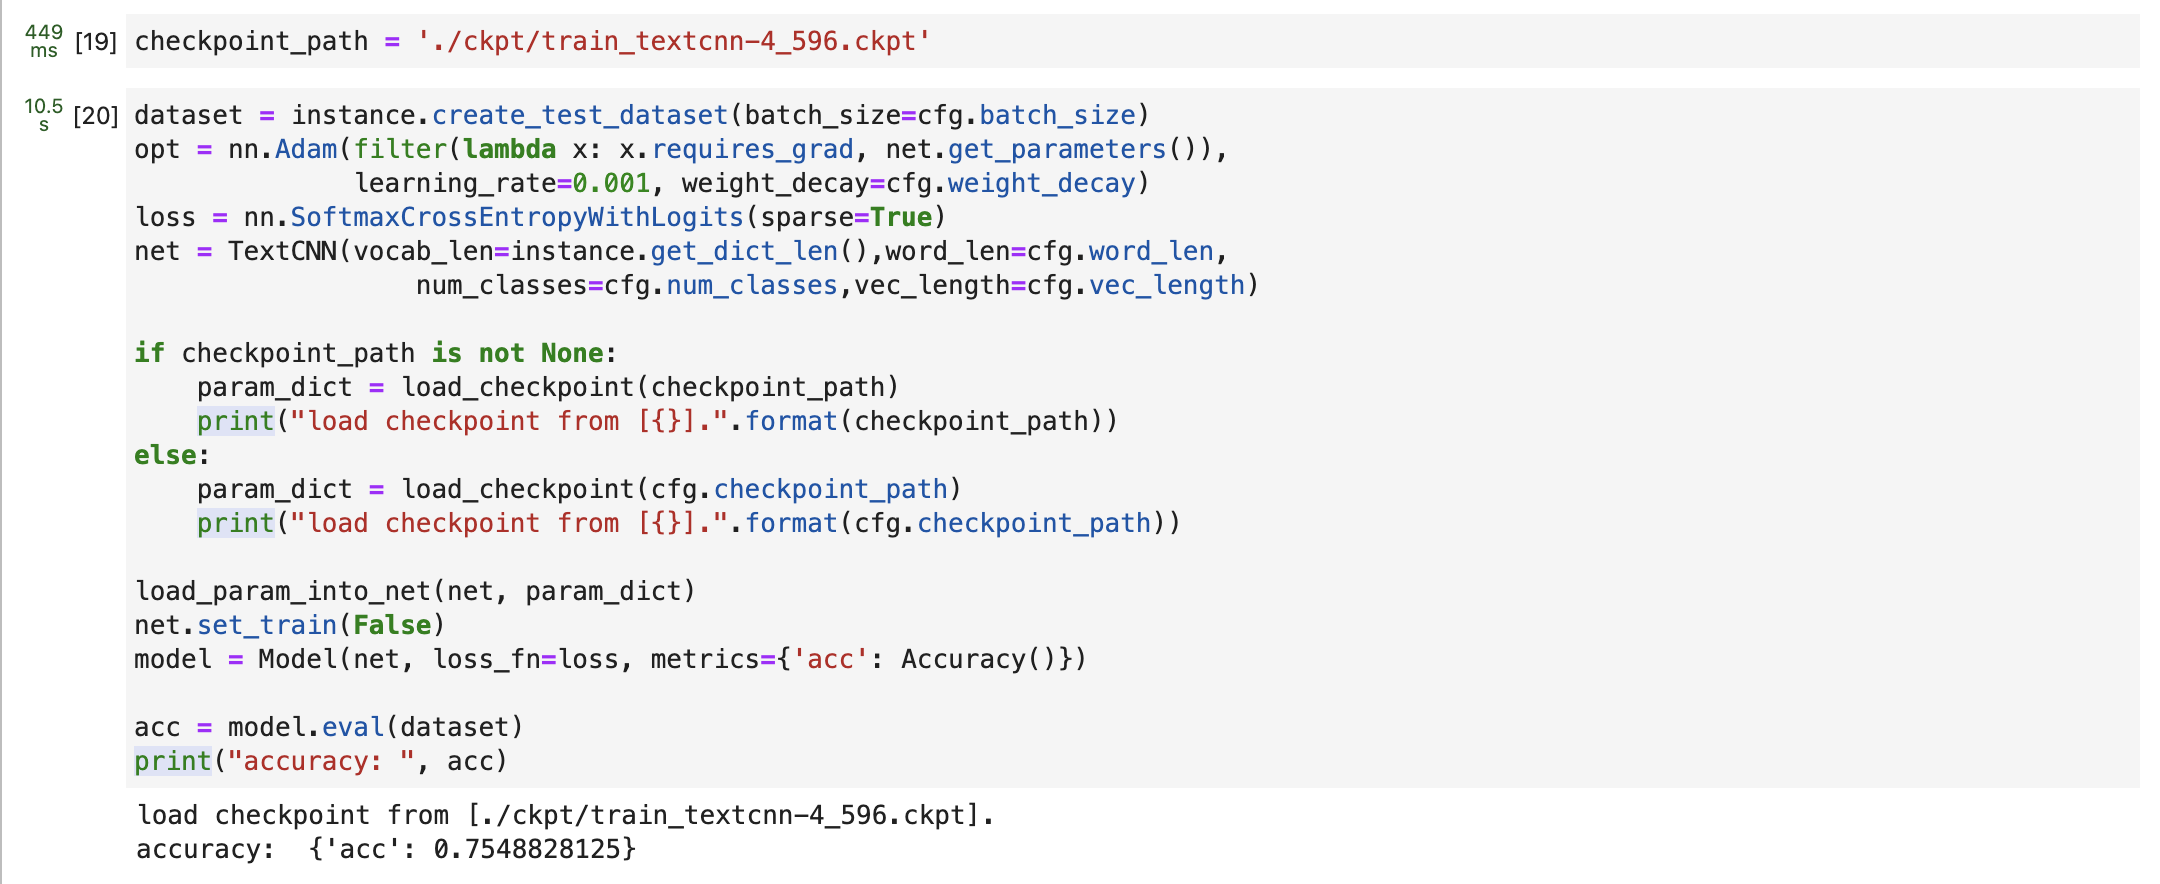 449
ms
[19] checkpoint_path = './ckpt/train_textcnn-4_596.ckpt'
10.5
s
[20] dataset = instance.create_test_dataset(batch_size=cfg.batch_size)
opt = nn.Adam(filter(lambda x: x.requires_grad, net.get_parameters()),
              learning_rate=0.001, weight_decay=cfg.weight_decay)
loss = nn.SoftmaxCrossEntropyWithLogits(sparse=True)
net = TextCNN(vocab_len=instance.get_dict_len(),word_len=cfg.word_len,
                  num_classes=cfg.num_classes,vec_length=cfg.vec_length)
if checkpoint_path is not None:
    param_dict = load_checkpoint(checkpoint_path)
    print("load checkpoint from [{}].".format(checkpoint_path))
else:
    param_dict = load_checkpoint(cfg.checkpoint_path)
    print("load checkpoint from [{}].".format(cfg.checkpoint_path))
load_param_into_net(net, param_dict)
net.set_train(False)
model = Model(net, loss_fn=loss, metrics={'acc': Accuracy()})
acc = model.eval(dataset)
print("accuracy: ", acc)
load checkpoint from [./ckpt/train_textcnn-4_596.ckpt].
accuracy:  {'acc': 0.7548828125}